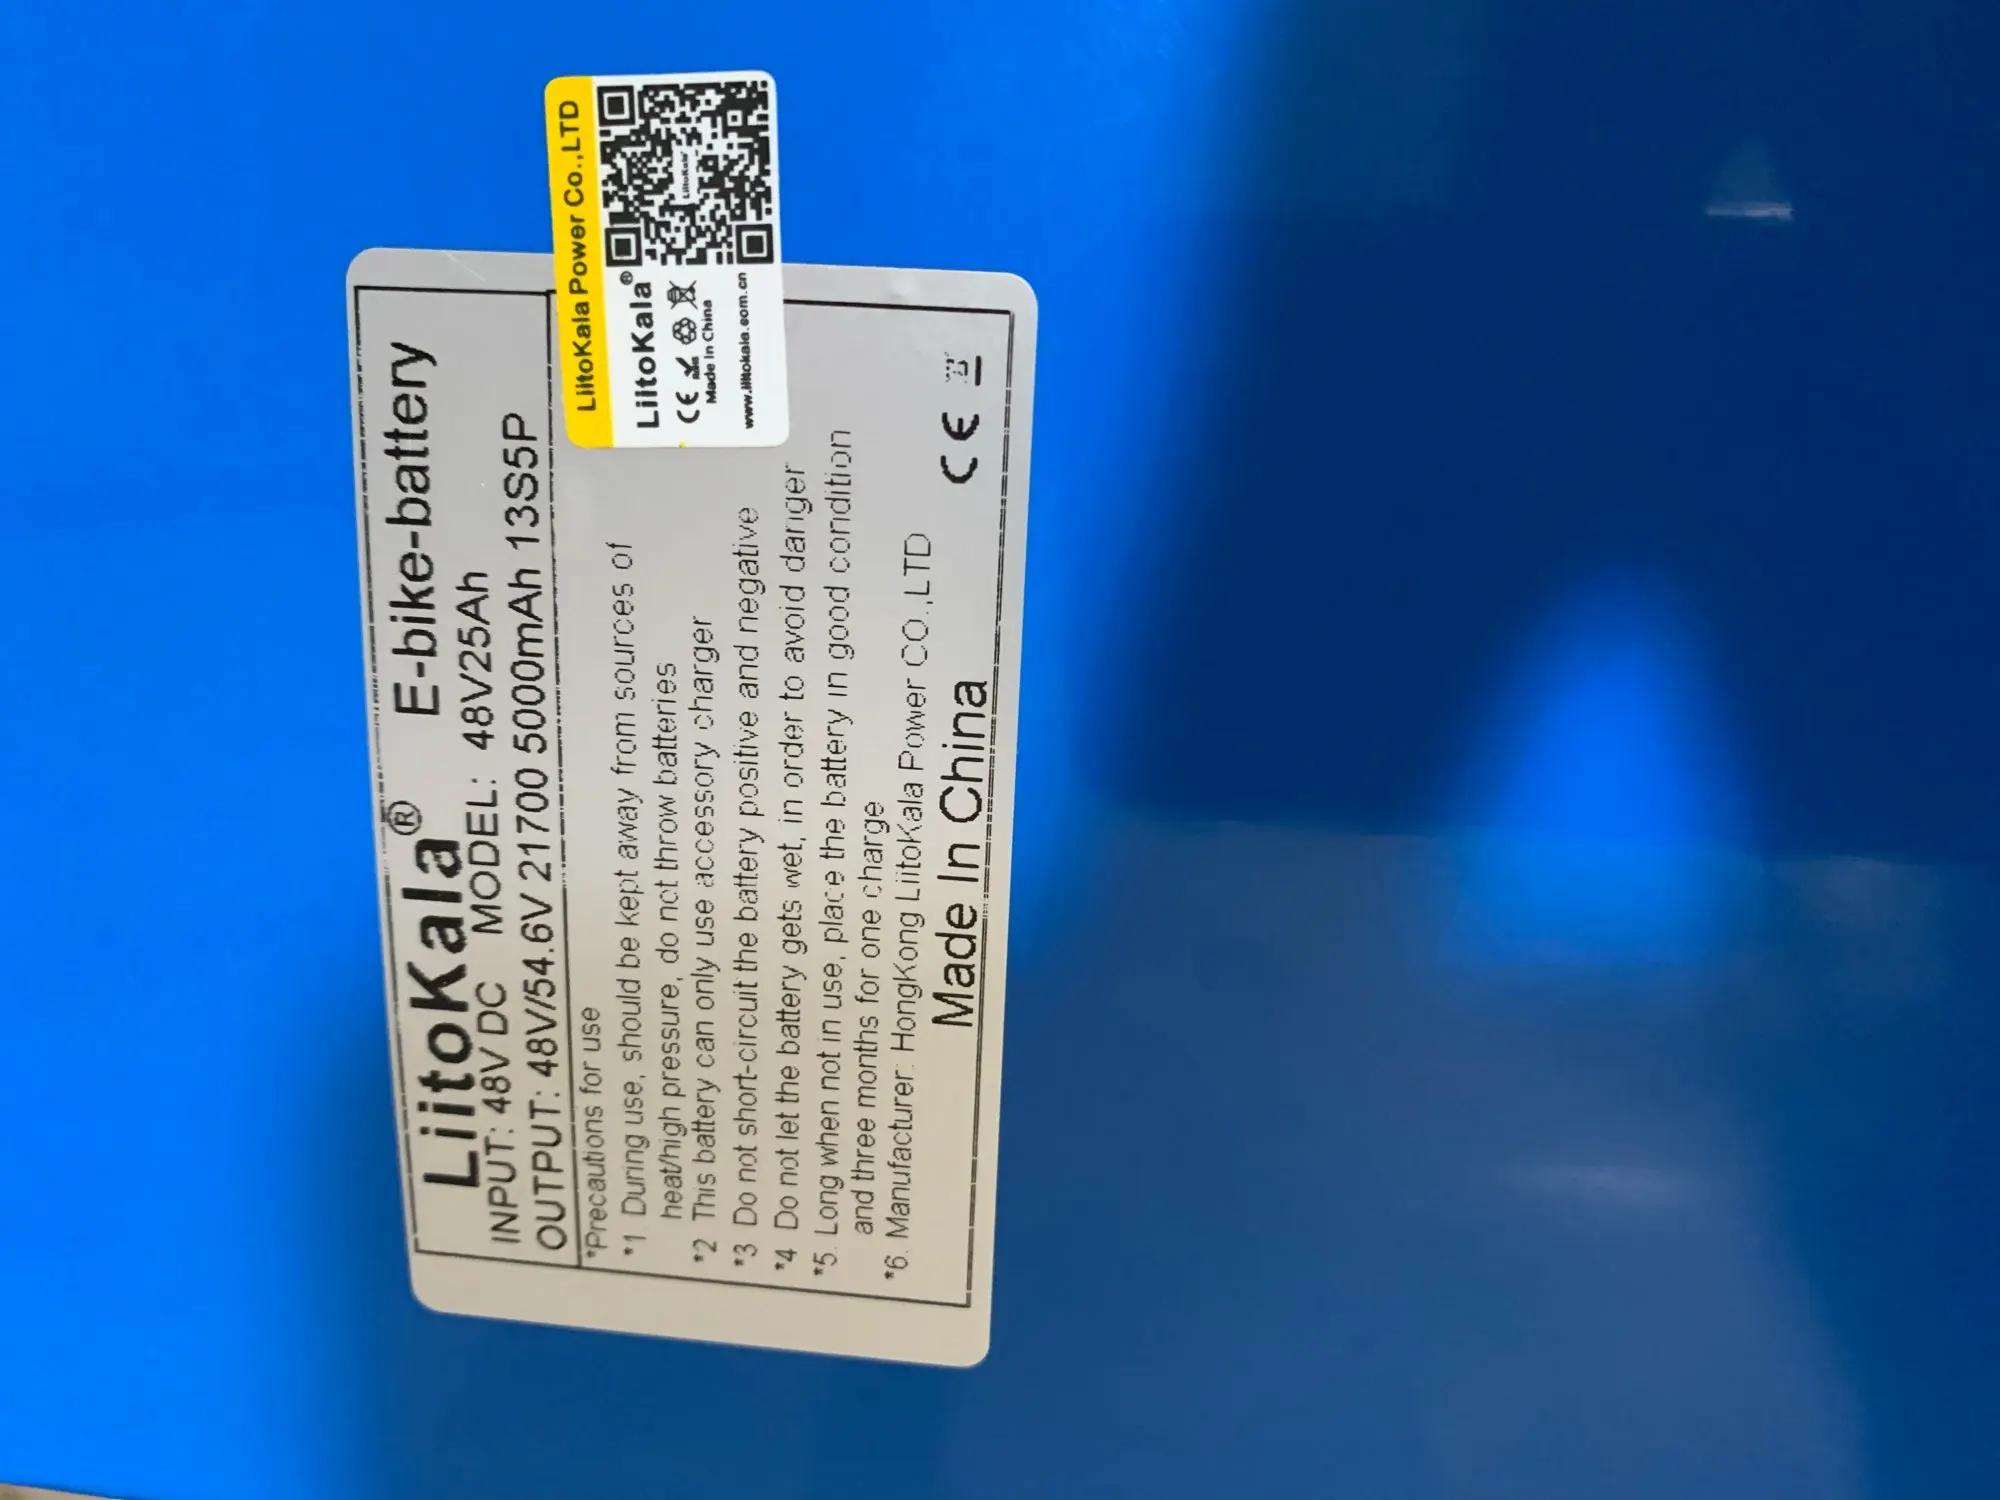 LiitoKala® E-bike-battery
INPUT: 48V DC MODEL: 48V25Ah
OUTPUT: 48V/54.6V 21700 5000mAh 13S5P
*Precautions for use
*1. During use, should be kept away from sources of
heat/high pressure, do not throw batteries
*2 This battery can only use accessory charger
*3 Do not short-circuit the battery positive and negative
*4 Do not let the battery gets wet, in order to avoid danger
*5. Long when not in use, place the battery in good condition
and three months for one charge
*6. Manufacturer: HongKong LiitoKala Power CO.,LTD
Made In China
CE
LiitoKala Power Co.,LTD
LiitoKala®
CE
Made in China
www.liitokala.com.cn
LiitoKala